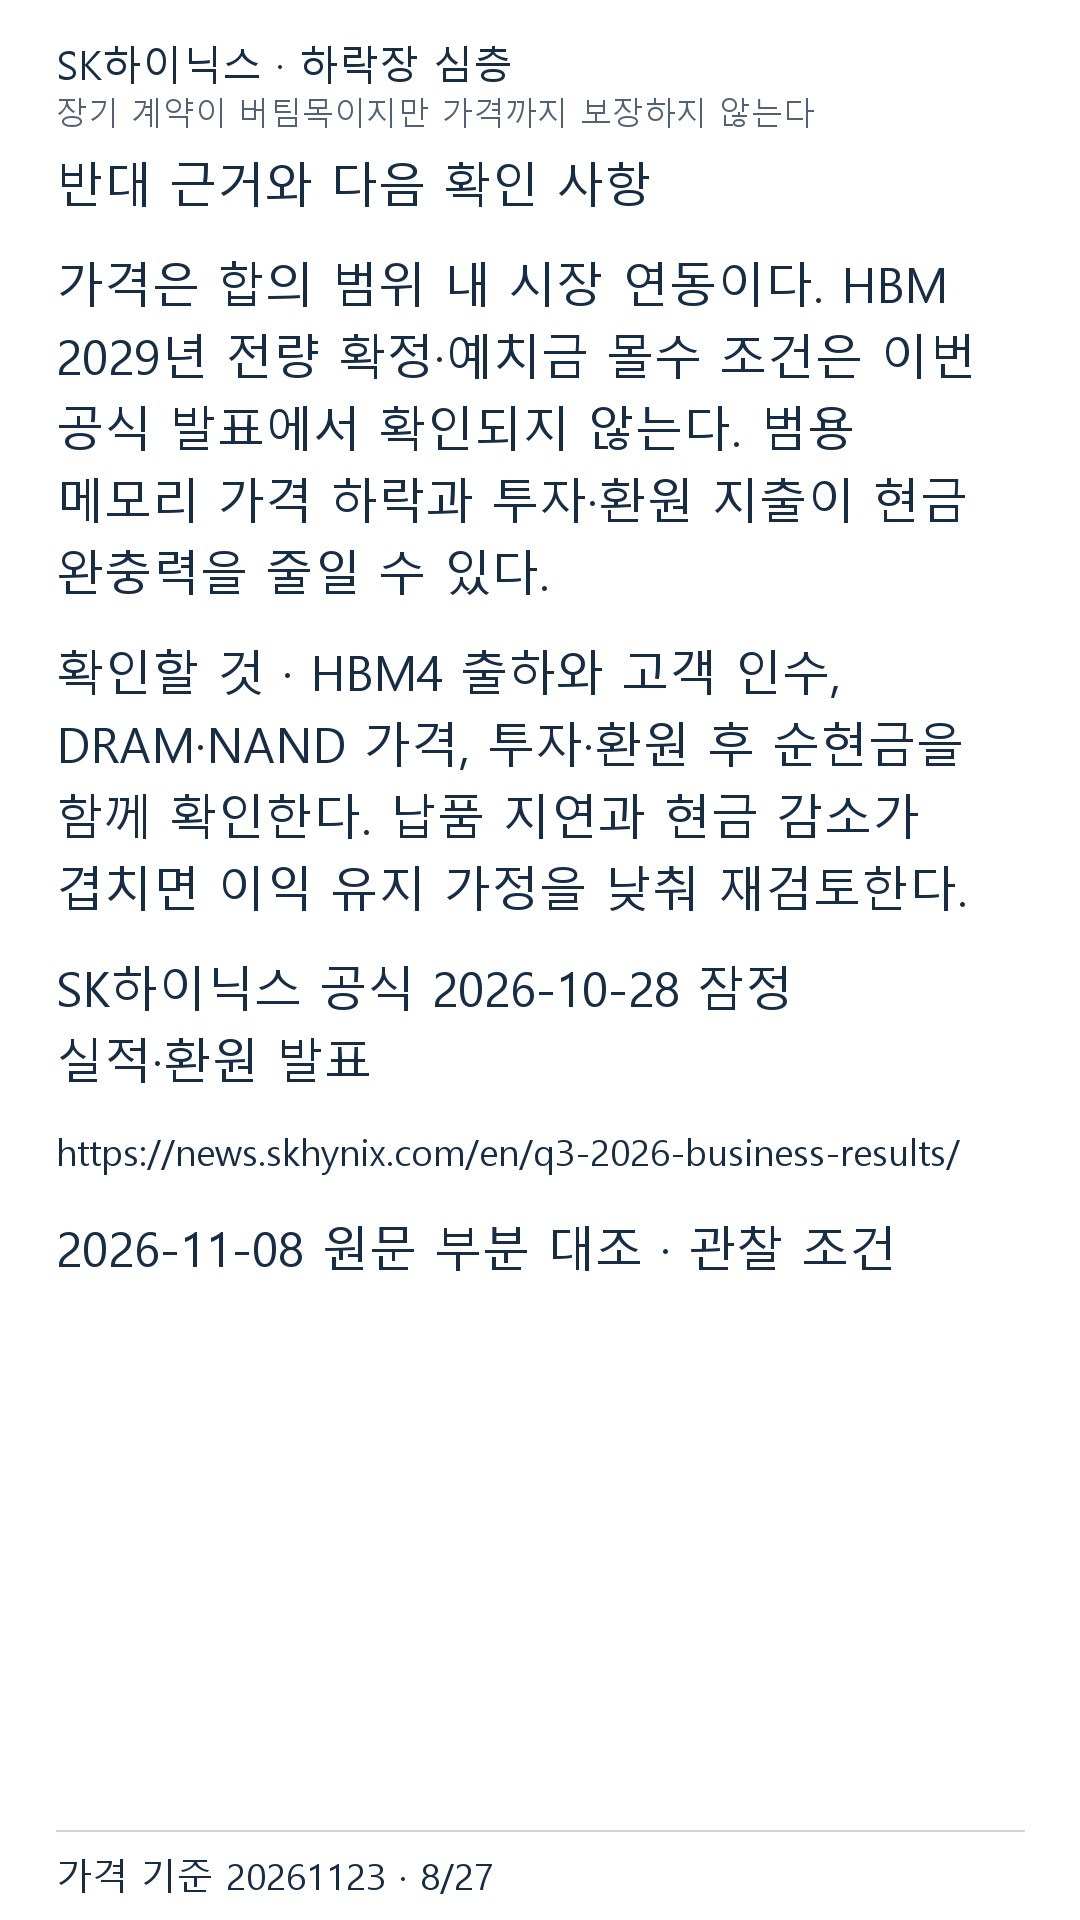 SK하이닉스 · 하락장 심층
장기 계약이 버팀목이지만 가격까지 보장하지 않는다
반대 근거와 다음 확인 사항
가격은 합의 범위 내 시장 연동이다. HBM
2029년 전량 확정·예치금 몰수 조건은 이번
공식 발표에서 확인되지 않는다. 범용
메모리 가격 하락과 투자·환원 지출이 현금
완충력을 줄일 수 있다.
확인할 것 · HBM4 출하와 고객 인수,
DRAM·NAND 가격, 투자·환원 후 순현금을
함께 확인한다. 납품 지연과 현금 감소가
겹치면 이익 유지 가정을 낮춰 재검토한다.
SK하이닉스 공식 2026-10-28 잠정
실적·환원 발표
https://news.skhynix.com/en/q3-2026-business-results/
2026-11-08 원문 부분 대조 · 관찰 조건
가격 기준 20261123 · 8/27